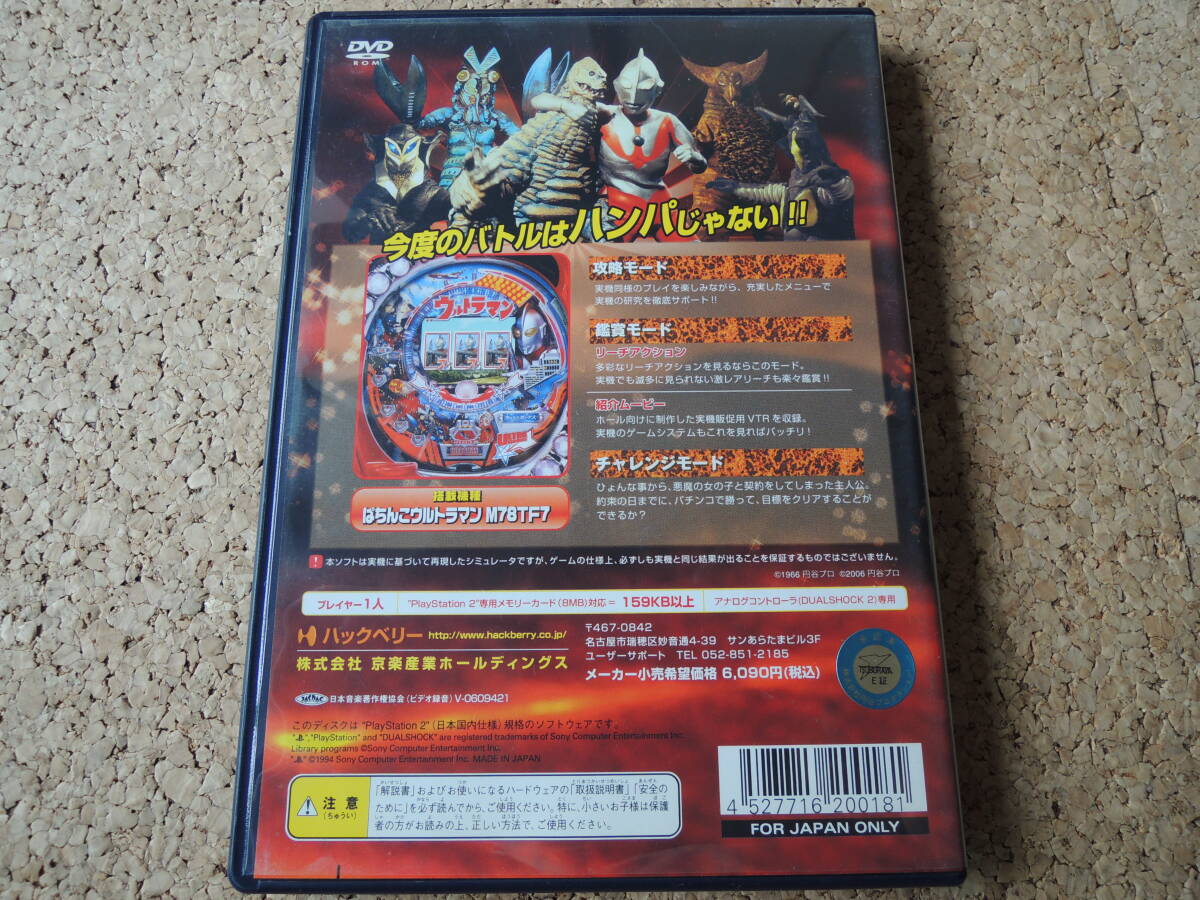 DVD
ROM
今度のバトルはハンパじゃない!!
ウルトラマン
搭載機種
ぱちんこウルトラマン M78TF7
攻略モード
実機同様のプレイを楽しみながら、充実したメニューで
実機の研究を徹底サポート!!
鑑賞モード
リーチアクション
多彩なリーチアクションを見るならこのモード。
実機でも滅多に見られない激レアリーチも楽々鑑賞!!
紹介ムービー
ホール向けに制作した実機販促用VTRを収録。
実機のゲームシステムもこれを見ればバッチリ!
チャレンジモード
ひょんな事から、悪魔の女の子と契約をしてしまった主人公。
約束の日までに、パチンコで勝って、目標をクリアすることが
できるか?
! 本ソフトは実機に基づいて再現したシミュレータですが、ゲームの仕様上、必ずしも実機と同じ結果が出ることを保証するものではございません。
©1966 円谷プロ ©2006 円谷プロ
プレイヤー1人 "PlayStation 2"専用メモリーカード(8MB)対応= 159KB以上 アナログコントローラ(DUALSHOCK 2)専用
ハックベリー http://www.hackberry.co.jp/
株式会社 京楽産業ホールディングス
〒467-0842
名古屋市瑞穂区妙音通4-39 サンあらたまビル3F
ユーザーサポート TEL 052-851-2185
メーカー小売希望価格 6,090円(税込)
JASRAC 日本音楽著作権協会(ビデオ録音)V-0609421
このディスクは "PlayStation 2"(日本国内仕様)規格のソフトウェアです。
" ", "PlayStation" and "DUALSHOCK" are registered trademarks of Sony Computer Entertainment Inc.
Library programs ©Sony Computer Entertainment Inc.
" " ©1994 Sony Computer Entertainment Inc. MADE IN JAPAN
注意
(ちゅうい)
「解説書」およびお使いになるハードウェアの「取扱説明書」「安全の
ために」を必ず読んでから、ご使用ください。特に、小さいお子様は保護
者の方がお読みの上、正しい方法で、ご使用ください。
4 527716 200181
FOR JAPAN ONLY